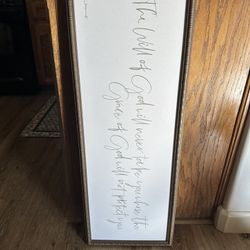 The Will of God will never take you where the
Grace of God will not protect you